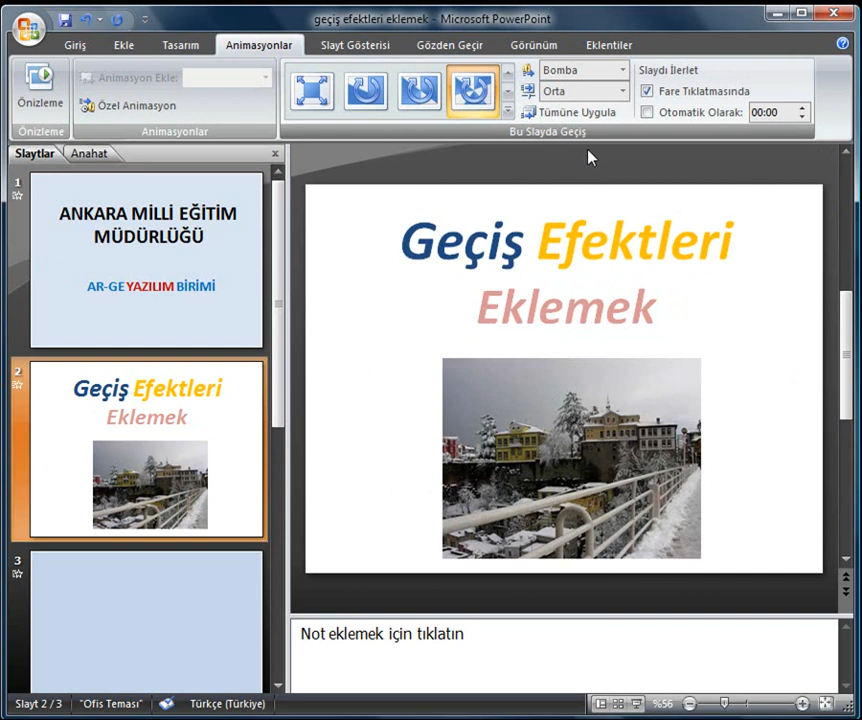 geçiş efektleri eklemek - Microsoft PowerPoint
Giriş Ekle Tasarım Animasyonlar Slayt Gösterisi Gözden Geçir Görünüm Eklentiler
Önizleme
Önizleme
Animasyon Ekle:
Özel Animasyon
Animasyonlar
Bomba
Orta
Tümüne Uygula
Slaydı İlerlet
Fare Tıklatmasında
Otomatik Olarak: 00:00
Bu Slayda Geçiş
Slaytlar Anahat
1
ANKARA MİLLİ EĞİTİM
MÜDÜRLÜĞÜ
AR-GE YAZILIM BİRİMİ
2
Geçiş Efektleri
Eklemek
3
Geçiş Efektleri
Eklemek
Not eklemek için tıklatın
Slayt 2 / 3 "Ofis Teması" Türkçe (Türkiye) %56